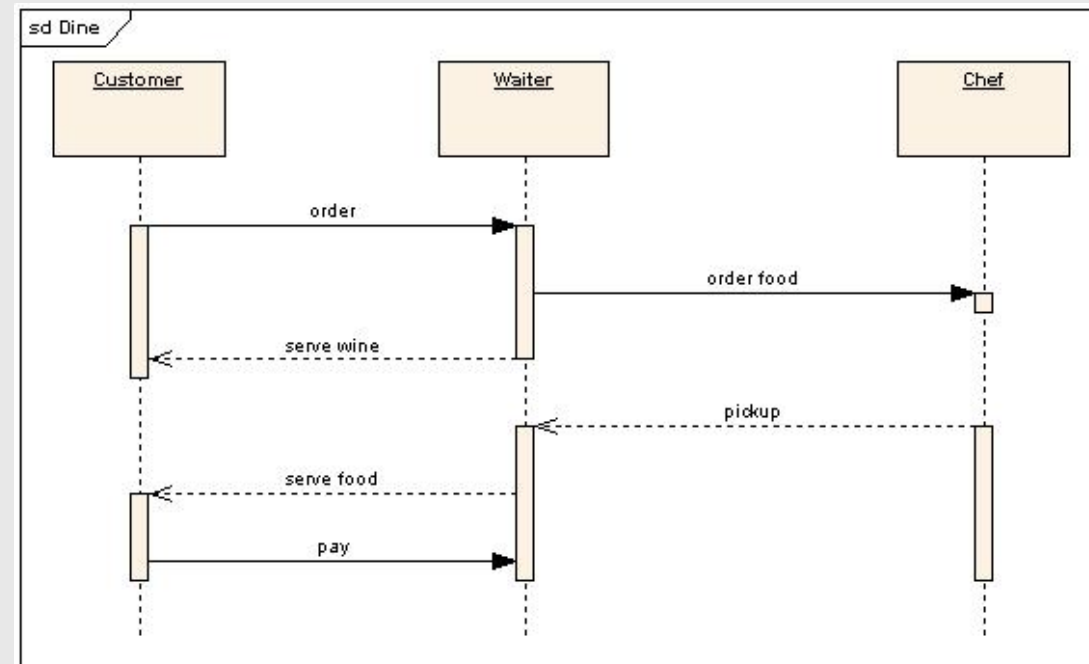 sd Dine
Customer
Waiter
Chef
order
order food
serve wine
pickup
serve food
pay